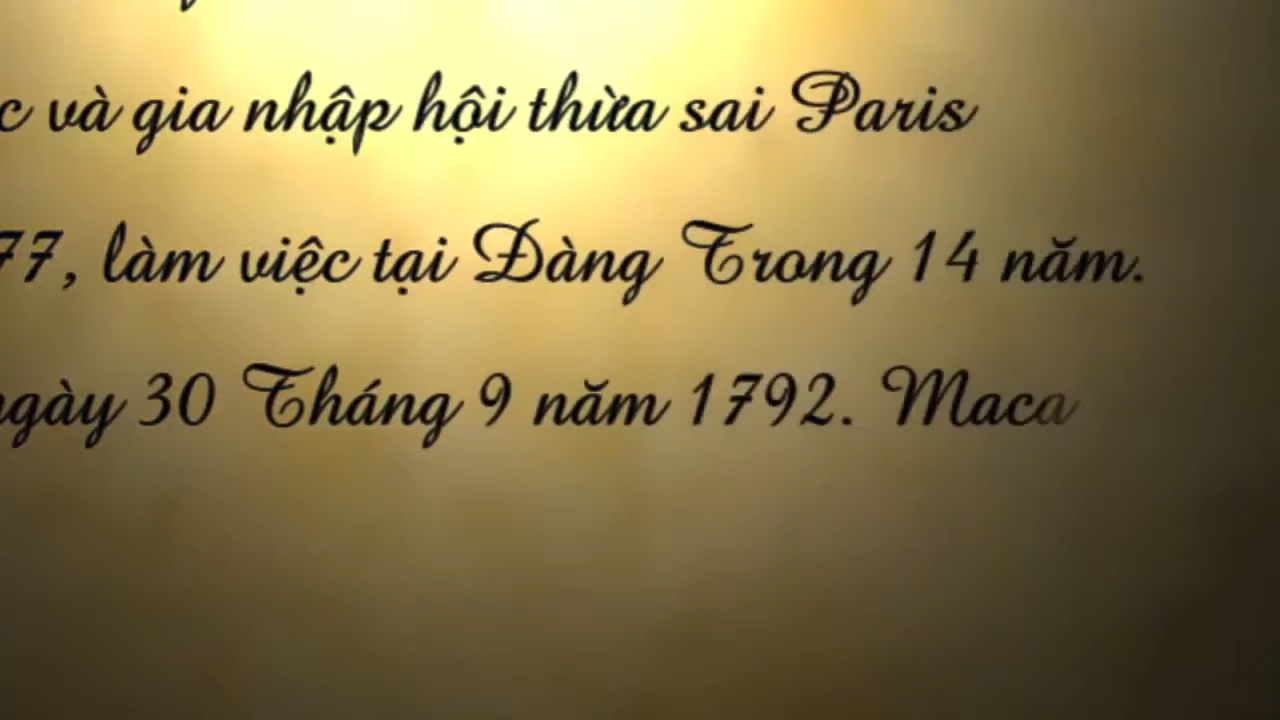 và gia nhập hội thừa sai Paris
77, làm việc tại Đàng Trong 14 năm.
ngày 30 Tháng 9 năm 1792. Maca